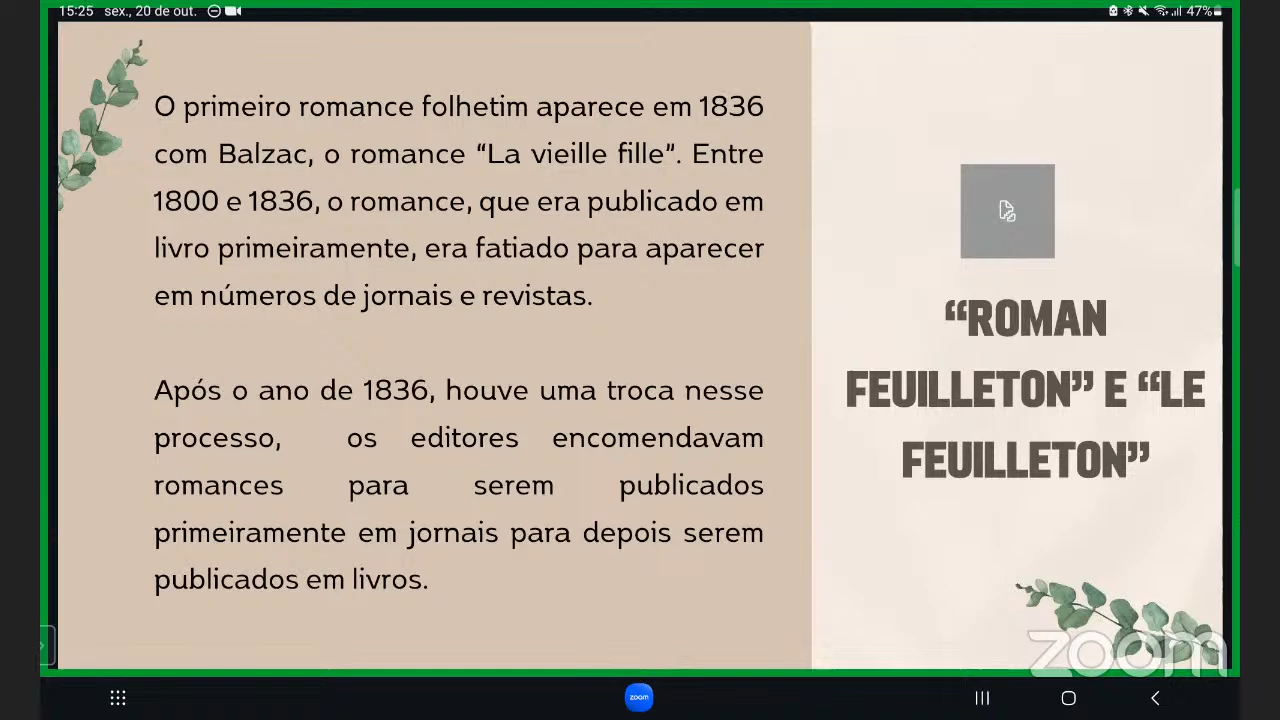 15:25 sex., 20 de out.
47%
O primeiro romance folhetim aparece em 1836
com Balzac, o romance “La vieille fille”. Entre
1800 e 1836, o romance, que era publicado em
livro primeiramente, era fatiado para aparecer
em números de jornais e revistas.
Após o ano de 1836, houve uma troca nesse
processo, os editores encomendavam
romances para serem publicados
primeiramente em jornais para depois serem
publicados em livros.
“ROMAN
FEUILLETON” E “LE
FEUILLETON”
zoom
zoom